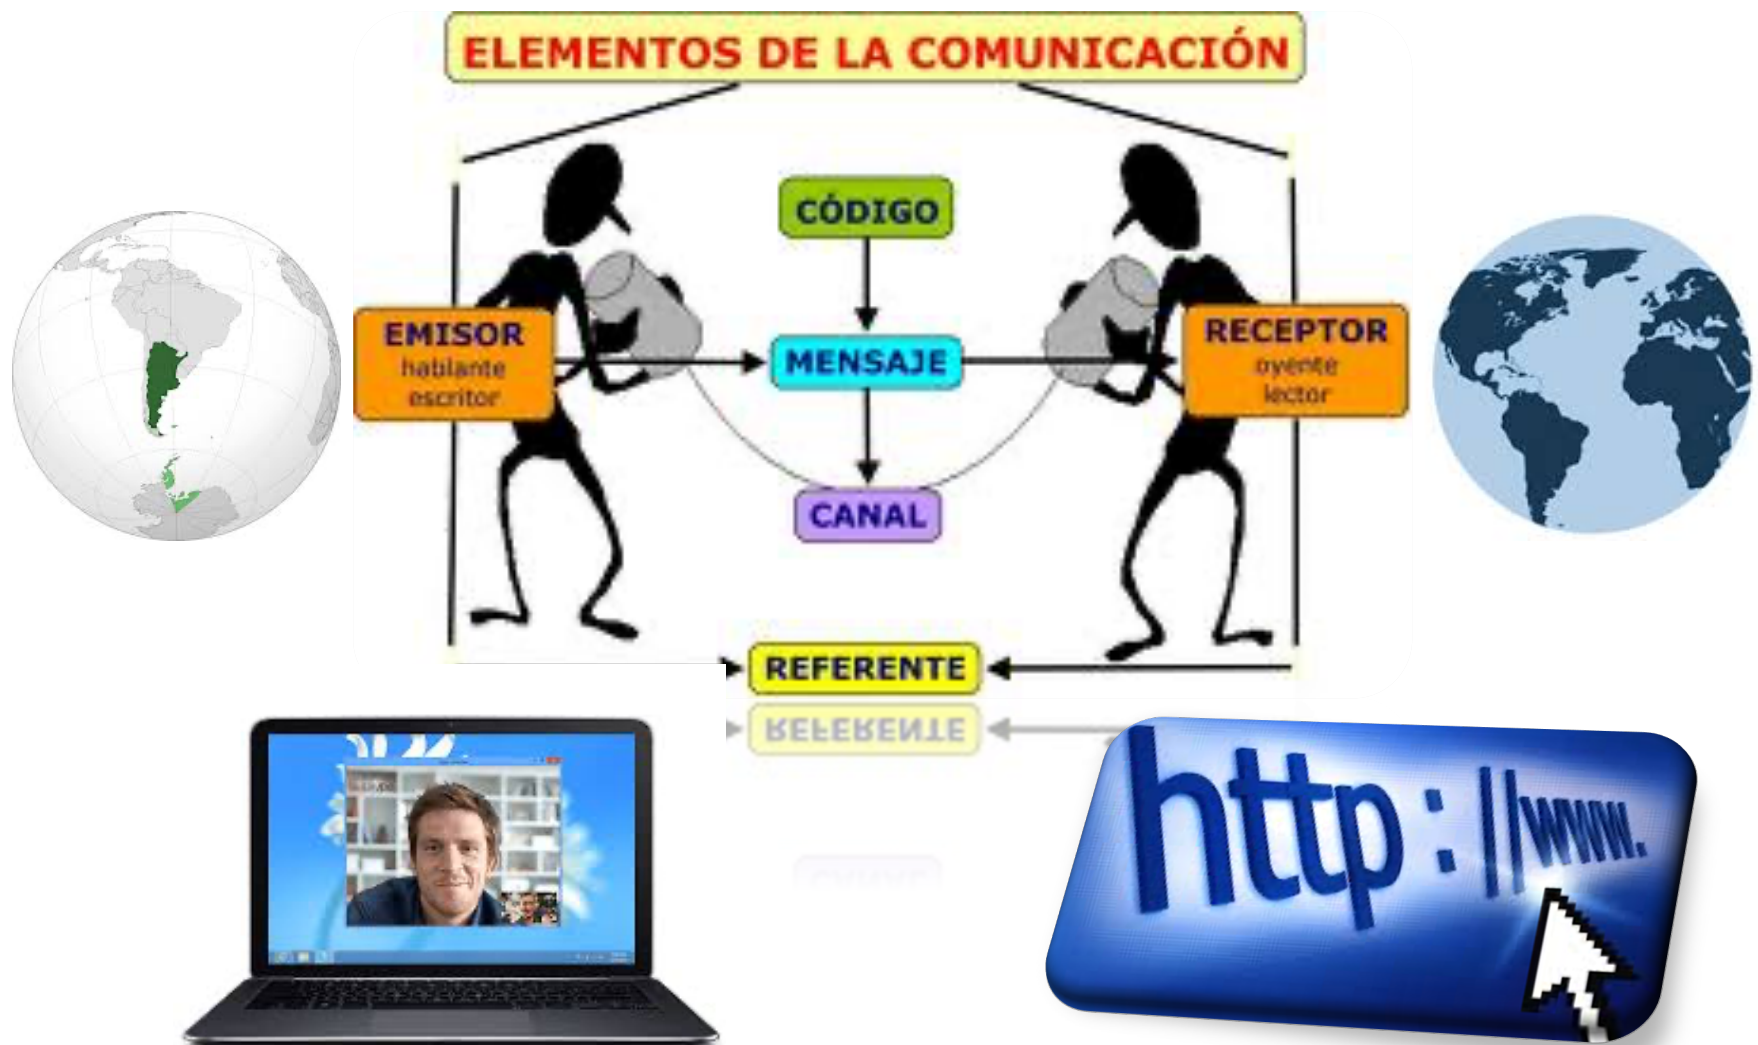 ELEMENTOS DE LA COMUNICACIÓN
CÓDIGO
EMISOR
hablante
escritor
MENSAJE
RECEPTOR
oyente
lector
CANAL
REFERENTE
REFERENTE
http://www.